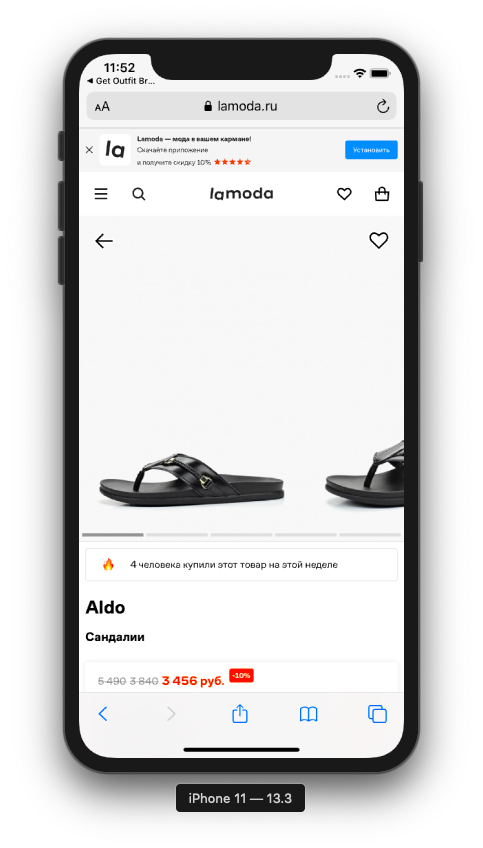 11:52
◀ Get Outfit Br...
AA lamoda.ru
la
Lamoda — мода в вашем кармане!
Скачайте приложение
и получите скидку 10%
Установить
lamoda
4 человека купили этот товар на этой неделе
Aldo
Сандалии
5 490 3 840 3 456 руб. -10%
iPhone 11 — 13.3